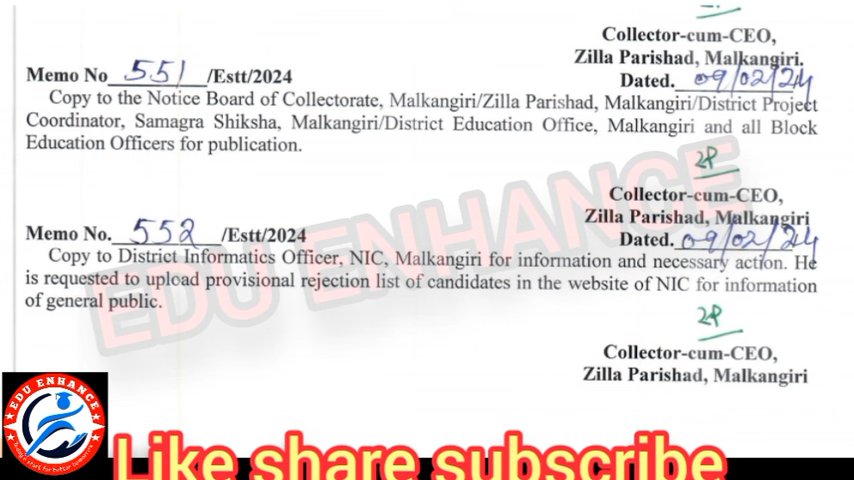 Collector-cum-CEO,
Zilla Parishad, Malkangiri.
Memo No 551 /Estt/2024 Dated. 09/02/24
Copy to the Notice Board of Collectorate, Malkangiri/Zilla Parishad, Malkangiri/District Project
Coordinator, Samagra Shiksha, Malkangiri/District Education Office, Malkangiri and all Block
Education Officers for publication.
Collector-cum-CEO,
Zilla Parishad, Malkangiri
Memo No. 552 /Estt/2024 Dated. 09/02/24
Copy to District Informatics Officer, NIC, Malkangiri for information and necessary action. He
is requested to upload provisional rejection list of candidates in the website of NIC for information
of general public.
Collector-cum-CEO,
Zilla Parishad, Malkangiri
EDU ENHANCE
EDU ENHANCE
Like share subscribe